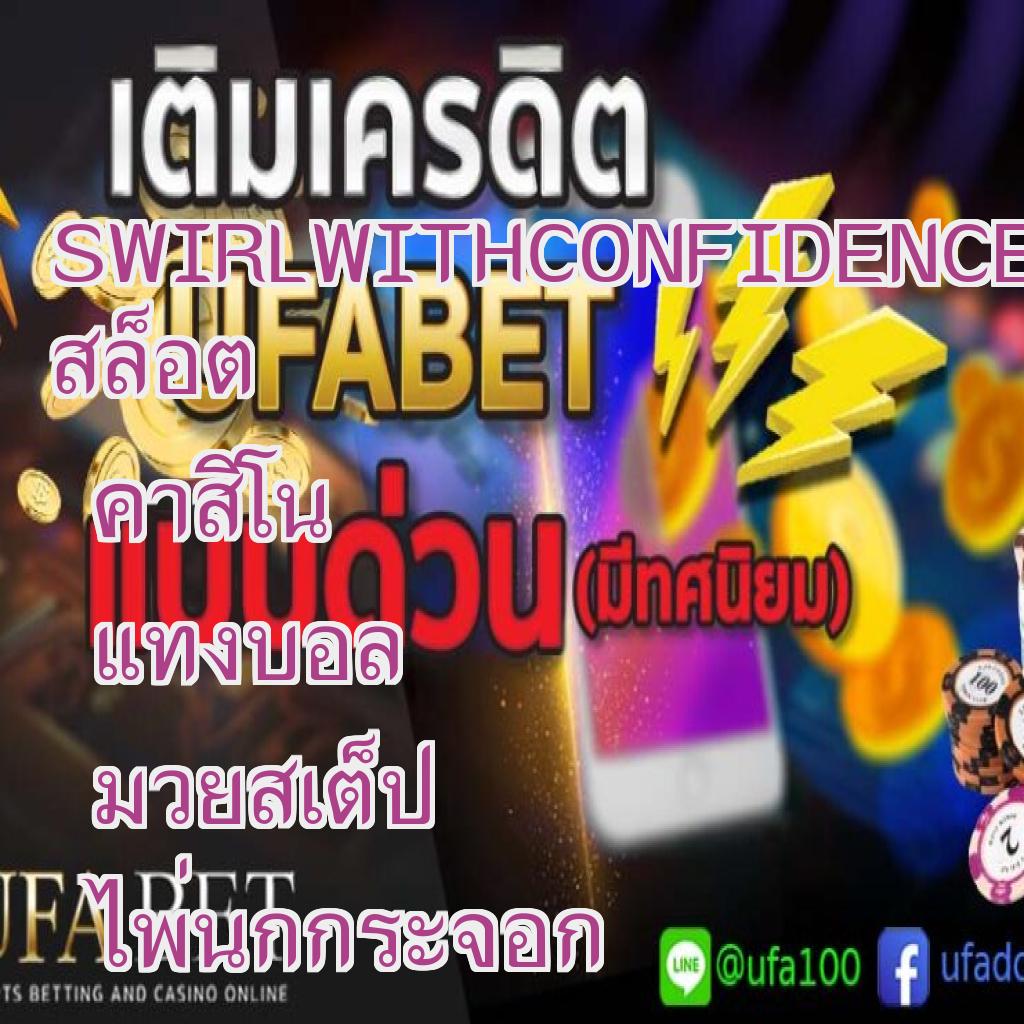 เติมเครดิต
SWIRLWITHCONFIDENCE
UFABET
สล็อต
คาสิโน
แบบด่วน (มีทศนิยม)
แทงบอล
มวยสเต็ป
ไพ่นกกระจอก
UFABET
TS BETTING AND CASINO ONLINE
LINE @ufa100
ufado
100